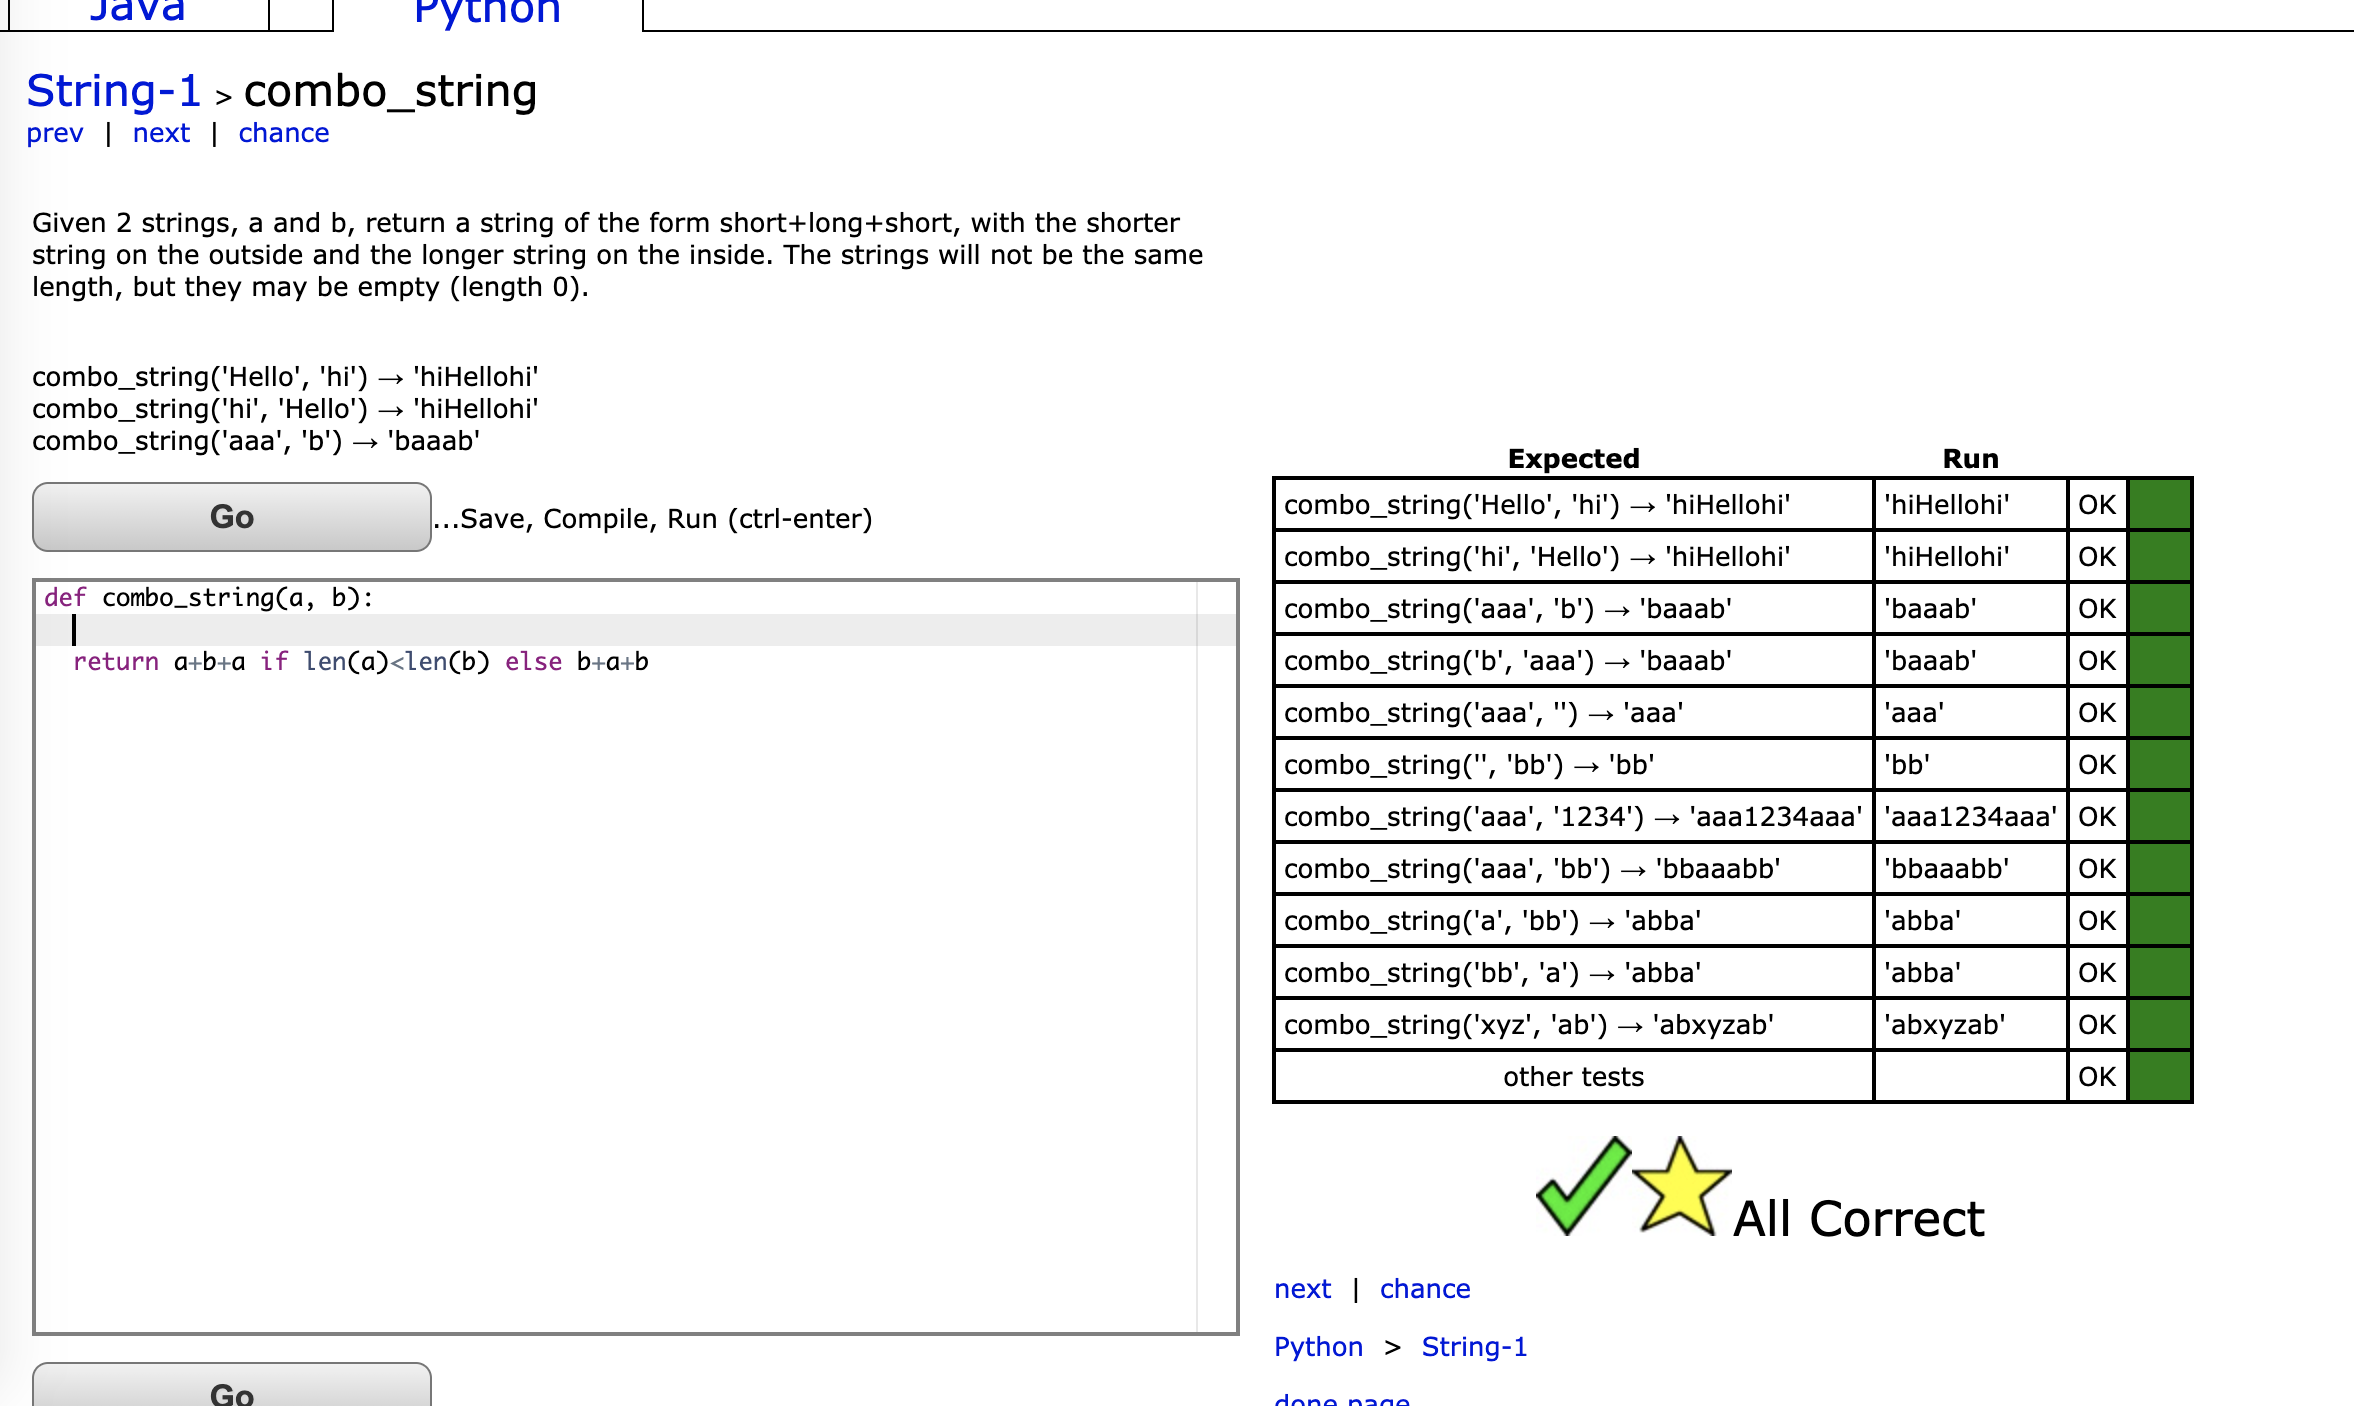 Java
Python
String-1 > combo_string
prev | next | chance
Given 2 strings, a and b, return a string of the form short+long+short, with the shorter
string on the outside and the longer string on the inside. The strings will not be the same
length, but they may be empty (length 0).
combo_string('Hello', 'hi') → 'hiHellohi'
combo_string('hi', 'Hello') → 'hiHellohi'
combo_string('aaa', 'b') → 'baaab'
Go
...Save, Compile, Run (ctrl-enter)
def combo_string(a, b):
return a+b+a if len(a)<len(b) else b+a+b
Go
Expected Run
combo_string('Hello', 'hi') → 'hiHellohi' 'hiHellohi' OK
combo_string('hi', 'Hello') → 'hiHellohi' 'hiHellohi' OK
combo_string('aaa', 'b') → 'baaab' 'baaab' OK
combo_string('b', 'aaa') → 'baaab' 'baaab' OK
combo_string('aaa', '') → 'aaa' 'aaa' OK
combo_string('', 'bb') → 'bb' 'bb' OK
combo_string('aaa', '1234') → 'aaa1234aaa' 'aaa1234aaa' OK
combo_string('aaa', 'bb') → 'bbaaabb' 'bbaaabb' OK
combo_string('a', 'bb') → 'abba' 'abba' OK
combo_string('bb', 'a') → 'abba' 'abba' OK
combo_string('xyz', 'ab') → 'abxyzab' 'abxyzab' OK
other tests OK
All Correct
next | chance
Python > String-1
done page